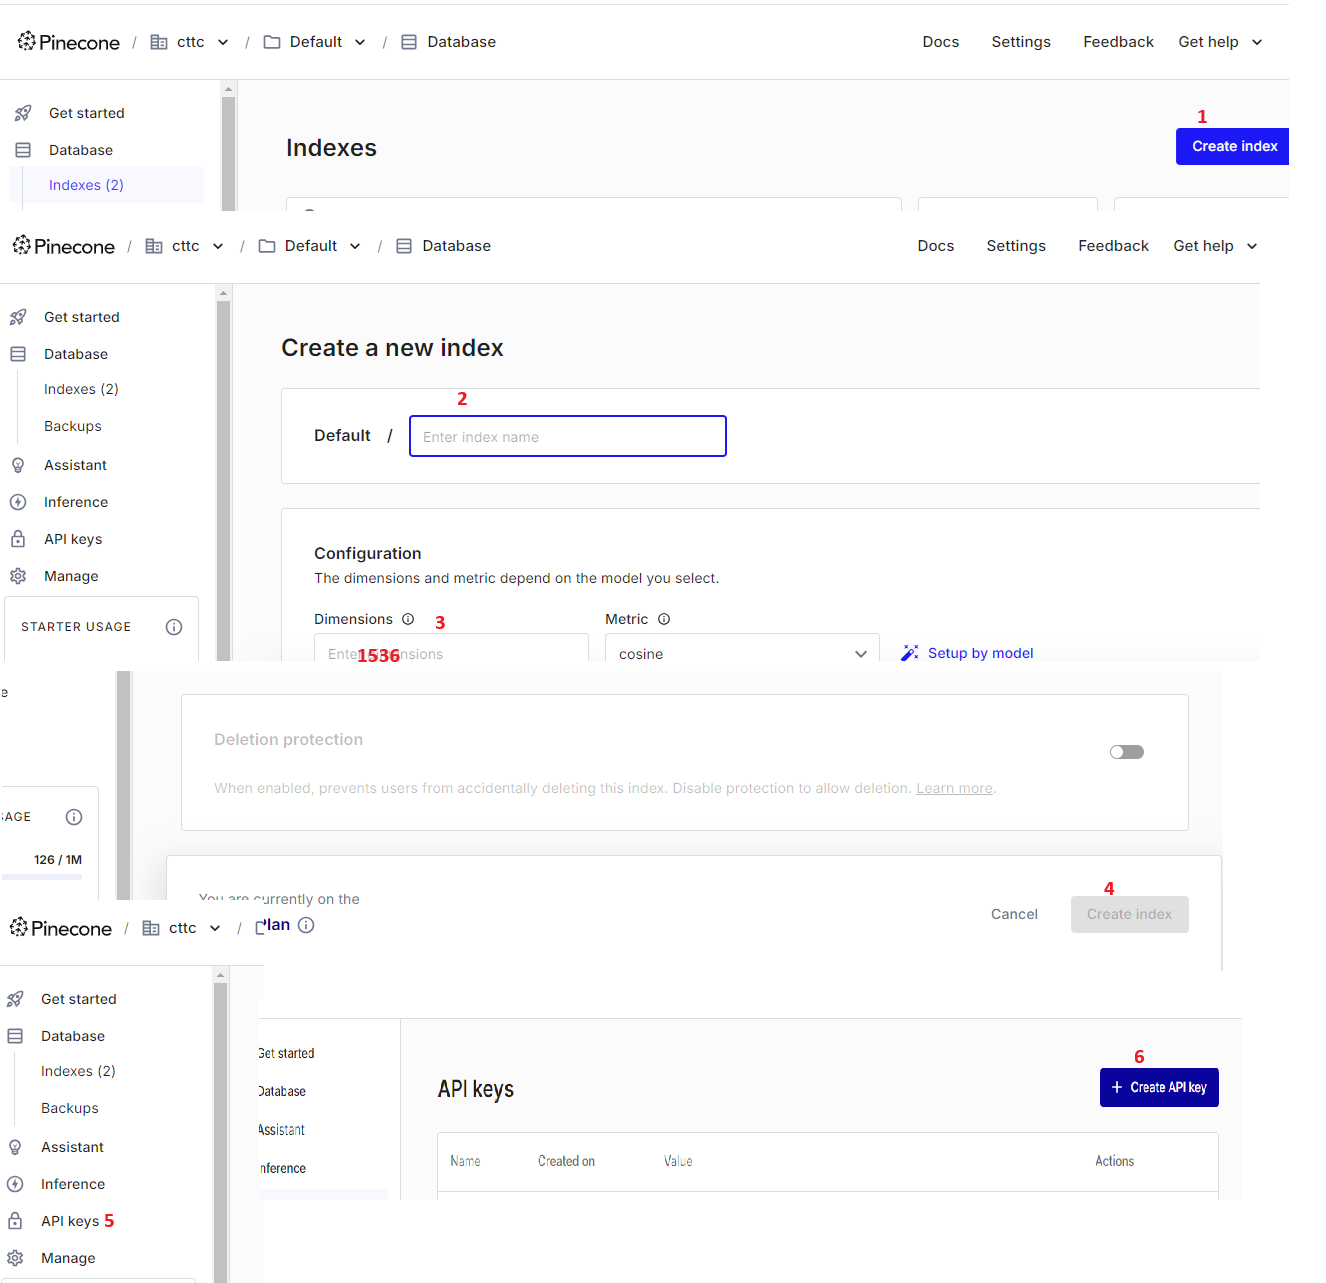 Pinecone / cttc / Default / Database Docs Settings Feedback Get help
Get started
Database
Indexes (2)
Indexes
1
Create index
Pinecone / cttc / Default / Database Docs Settings Feedback Get help
Get started
Database
Indexes (2)
Backups
Assistant
Inference
API keys
Manage
STARTER USAGE
Create a new index
2
Default / Enter index name
Configuration
The dimensions and metric depend on the model you select.
Dimensions 3 Metric
1536 cosine Setup by model
e
Deletion protection
When enabled, prevents users from accidentally deleting this index. Disable protection to allow deletion. Learn more.
AGE
126 / 1M
You are currently on the
Plan
4
Cancel Create index
Pinecone / cttc /
Get started
Database
Indexes (2)
Backups
Assistant
Inference
API keys 5
Manage
Get started
Database
Assistant
Inference
API keys
6
+ Create API key
Name Created on Value Actions